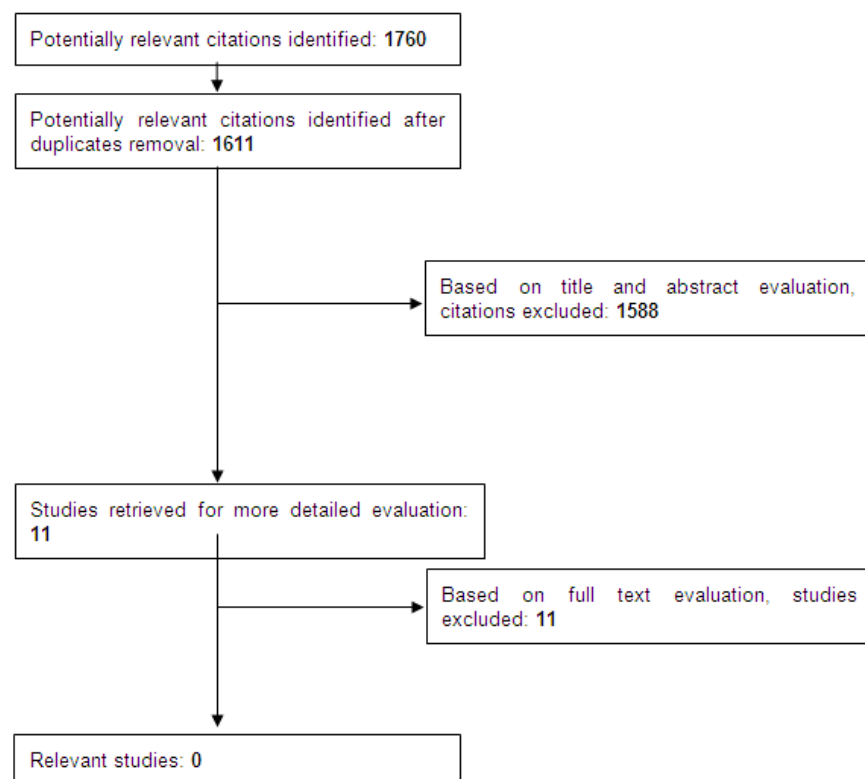 Potentially relevant citations identified: 1760
Potentially relevant citations identified after
duplicates removal: 1611
Based on title and abstract evaluation,
citations excluded: 1588
Studies retrieved for more detailed evaluation:
11
Based on full text evaluation, studies
excluded: 11
Relevant studies: 0